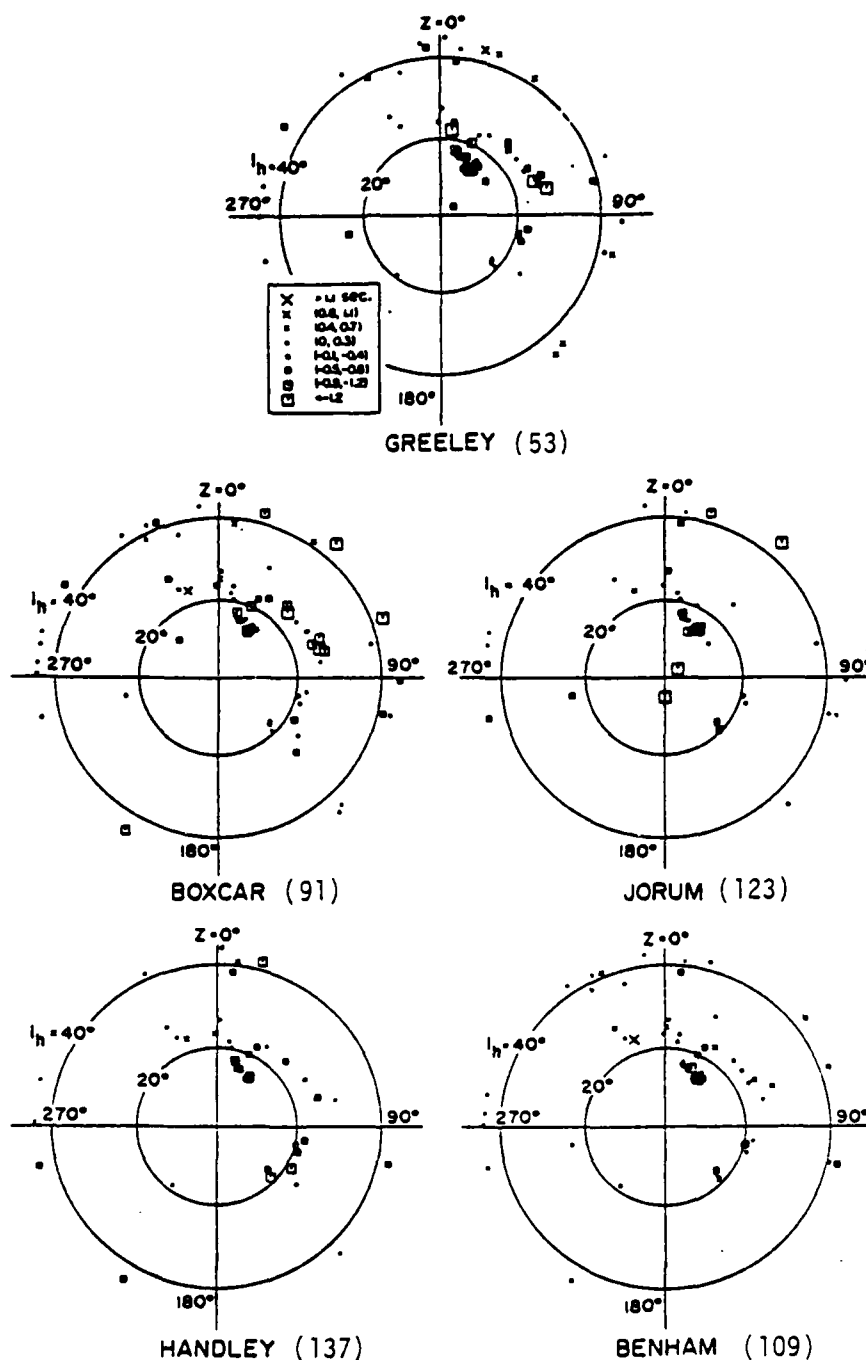 Z = 0°
I_h = 40°
20°
270°
90°
180°
> 1.1 sec.
(0.8, 1.1)
(0.4, 0.7)
(0, 0.3)
(-0.1, -0.4)
(-0.5, -0.8)
(-0.9, -1.2)
<-1.2
GREELEY (53)
Z = 0°
I_h = 40°
20°
270°
90°
180°
BOXCAR (91)
Z = 0°
I_h = 40°
20°
270°
90°
180°
JORUM (123)
Z = 0°
I_h = 40°
20°
270°
90°
180°
HANDLEY (137)
Z = 0°
I_h = 40°
20°
270°
90°
180°
BENHAM (109)